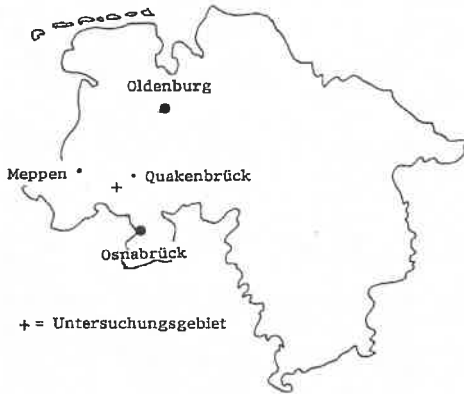 Oldenburg
Meppen
Quakenbrück
Osnabrück
+ = Untersuchungsgebiet